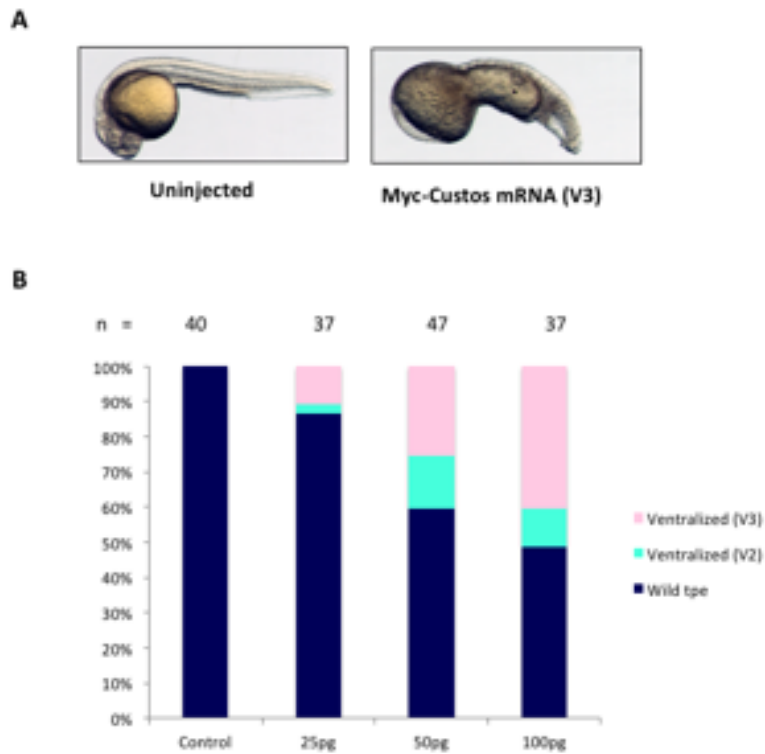 A
Uninjected
Myc-Custos mRNA (V3)
B
n = 40 37 47 37
100%
90%
80%
70%
60%
50%
40%
30%
20%
10%
0%
Control 25pg 50pg 100pg
Ventralized (V3)
Ventralized (V2)
Wild tpe